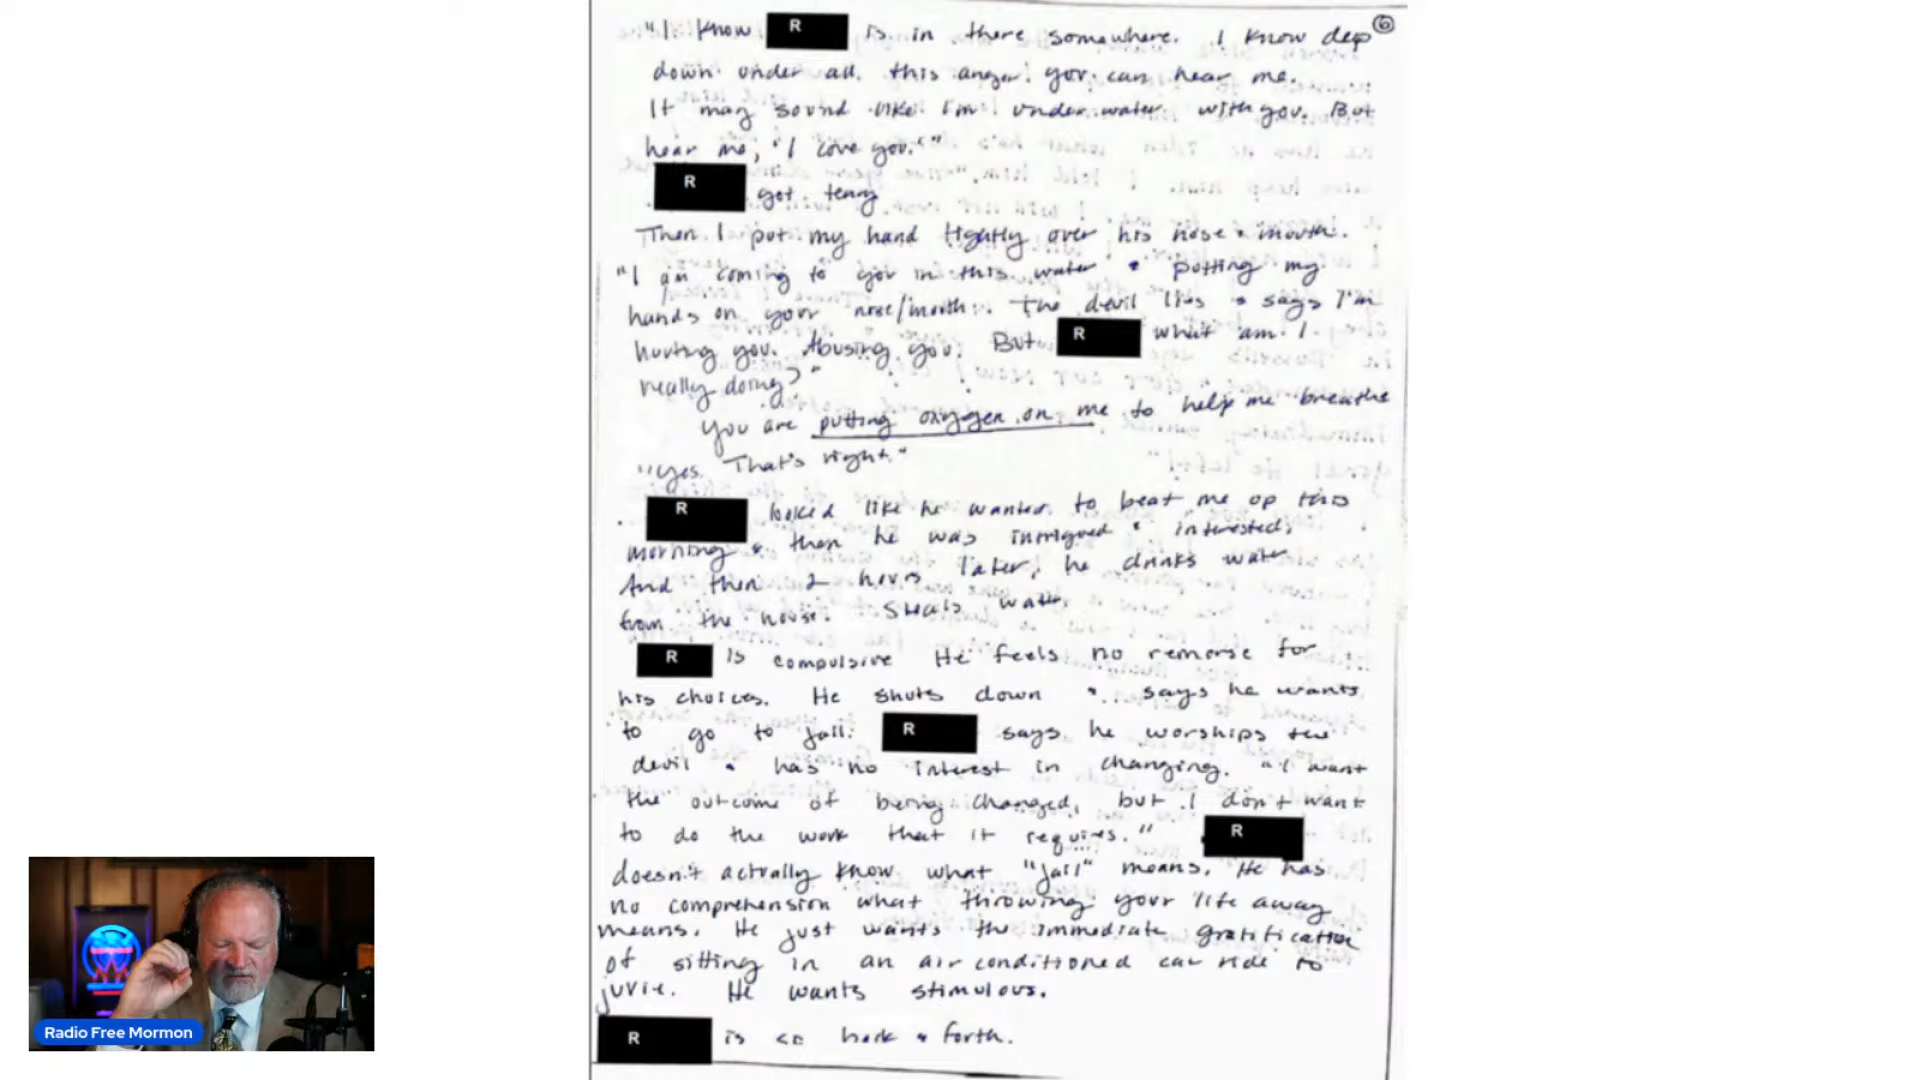 "I know R is in there somewhere. I know deep
6
down under all this anger you can hear me.
It may sound like I'm under water with you. But
hear me, "I love you.""
R got teary
Then I put my hand tightly over his nose & mouth.
"I am coming to you in this water & putting my
hands on your nose/mouth. The devil lies & says I'm
hurting you. Abusing you. But R what am I
really doing?"
You are putting oxygen on me to help me breathe
"Yes. That's right."
R looked like he wanted to beat me up this
morning & then he was intrigued & interested.
And then 2 hours later, he drinks water
from the house. Steals water.
R is compulsive He feels no remorse for
his choices. He shuts down & says he wants
to go to jail. R says he worships the
devil & has no interest in changing. "I want
the outcome of being changed, but I don't want
to do the work that it requires." R
doesn't actually know what "jail" means. He has
no comprehension what throwing your life away
means. He just wants the immediate gratification
of sitting in an air conditioned car ride to
juvie. He wants stimulous.
R is so back & forth.
Radio Free Mormon